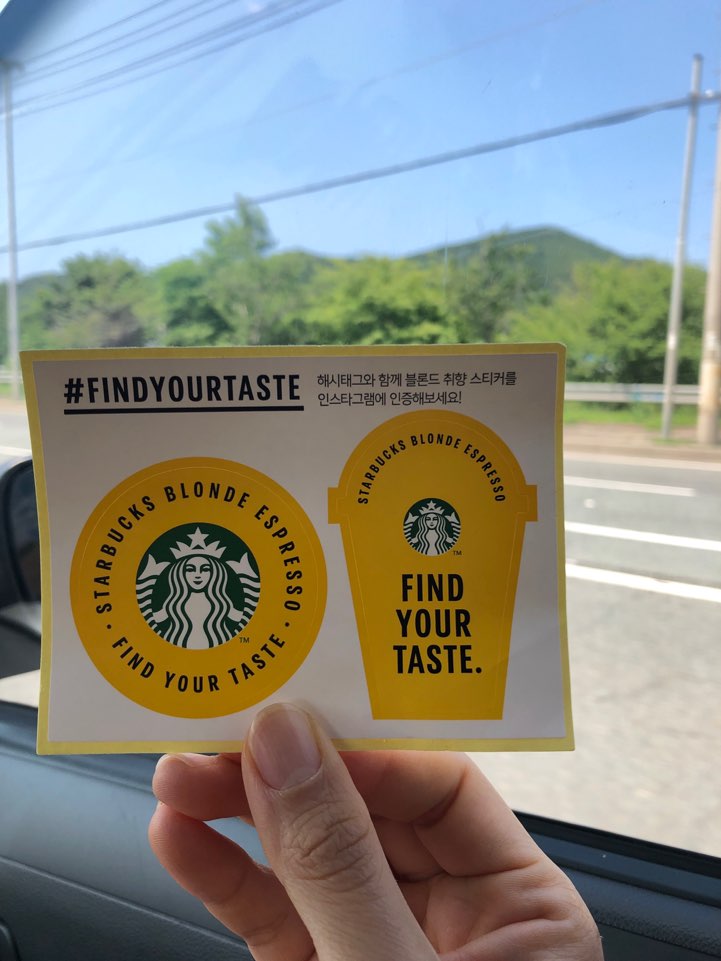 #FINDYOURTASTE
해시태그와 함께 블론드 취향 스티커를
인스타그램에 인증해보세요!
STARBUCKS BLONDE ESPRESSO
· FIND YOUR TASTE ·
TM
STARBUCKS BLONDE ESPRESSO
TM
FIND
YOUR
TASTE.